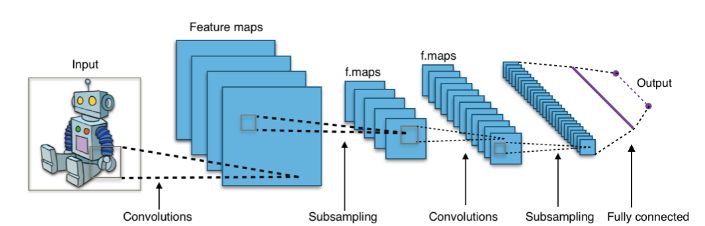 Feature maps
Input
f.maps
f.maps
Output
Convolutions
Subsampling
Convolutions
Subsampling
Fully connected